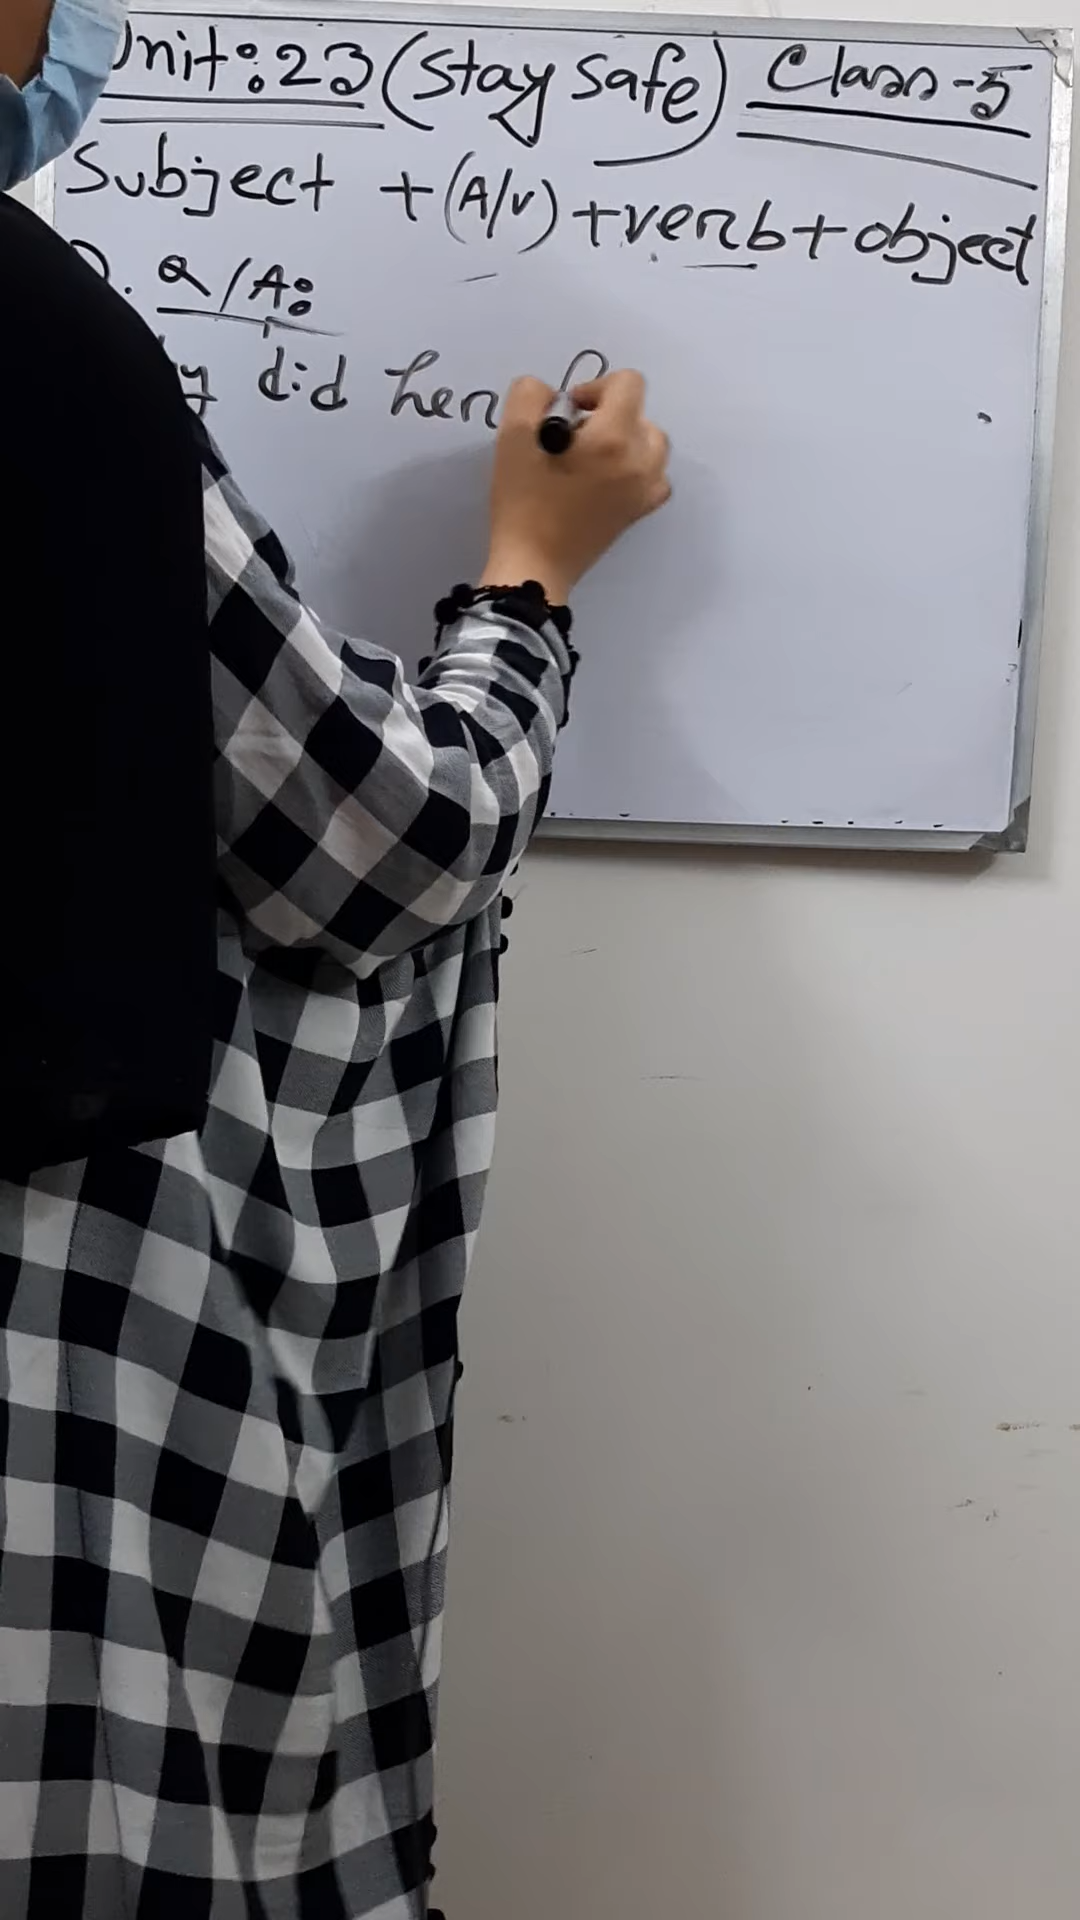 Unit:23 (Stay Safe) Class-5
Subject + (A/V) + verb + object
Q/A:
did her